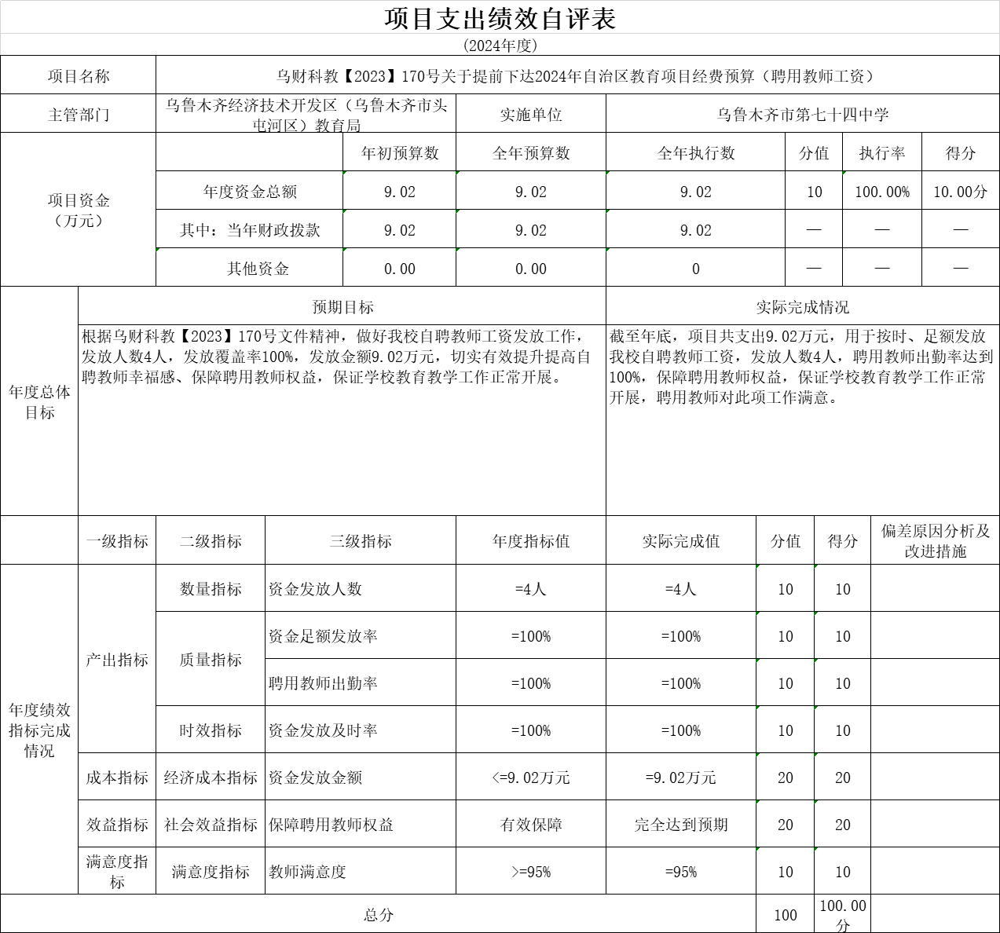 项目支出绩效自评表
(2024年度)
项目名称 乌财科教【2023】170号关于提前下达2024年自治区教育项目经费预算（聘用教师工资）
主管部门 乌鲁木齐经济技术开发区（乌鲁木齐市头
屯河区）教育局 实施单位 乌鲁木齐市第七十四中学
项目资金
（万元） 年初预算数 全年预算数 全年执行数 分值 执行率 得分
年度资金总额 9.02 9.02 9.02 10 100.00% 10.00分
其中：当年财政拨款 9.02 9.02 9.02 — — —
其他资金 0.00 0.00 0 — — —
年度总体
目标
预期目标 实际完成情况
根据乌财科教【2023】170号文件精神，做好我校自聘教师工资发放工作，
发放人数4人，发放覆盖率100%，发放金额9.02万元，切实有效提升提高自
聘教师幸福感、保障聘用教师权益，保证学校教育教学工作正常开展。
截至年底，项目共支出9.02万元，用于按时、足额发放
我校自聘教师工资，发放人数4人，聘用教师出勤率达到
100%，保障聘用教师权益，保证学校教育教学工作正常
开展，聘用教师对此项工作满意。
一级指标 二级指标 三级指标 年度指标值 实际完成值 分值 得分 偏差原因分析及
改进措施
年度绩效
指标完成
情况
产出指标 数量指标 资金发放人数 =4人 =4人 10 10
质量指标 资金足额发放率 =100% =100% 10 10
聘用教师出勤率 =100% =100% 10 10
时效指标 资金发放及时率 =100% =100% 10 10
成本指标 经济成本指标 资金发放金额 <=9.02万元 =9.02万元 20 20
效益指标 社会效益指标 保障聘用教师权益 有效保障 完全达到预期 20 20
满意度指
标 满意度指标 教师满意度 >=95% =95% 10 10
总分 100 100.00
分